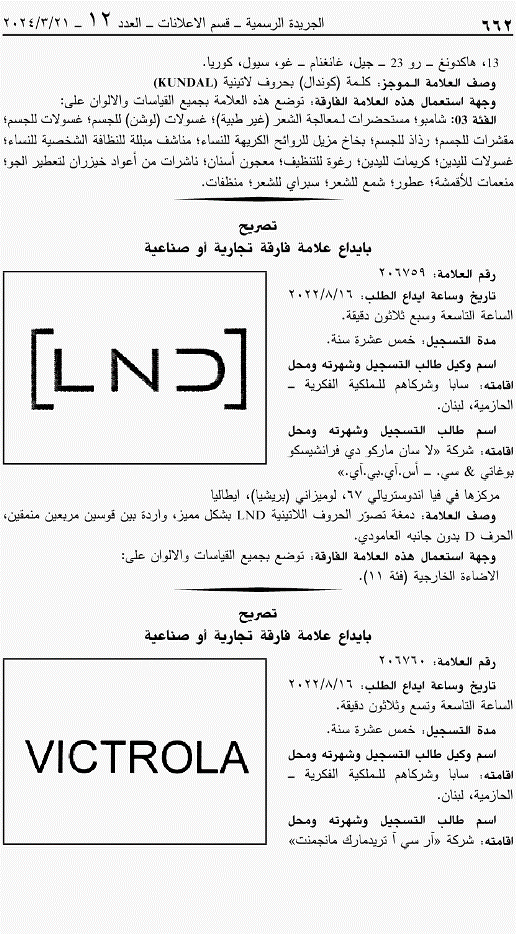 ٦٦٢
الجريدة الرسمية ـ قسم الاعلانات ـ العدد ١٢ ـ ٢٠٢٤/٣/٢١
13، هاكدونغ ـ رو 23 ـ جيل، غانغنام ـ غو، سيول، كوريا.
وصف العلامة الموجز: كلمة (كوندال) بحروف لاتينية (KUNDAL)
وجهة استعمال هذه العلامة الفارقة: توضع هذه العلامة بجميع القياسات والالوان على:
الفئة 03: شامبو؛ مستحضرات لمعالجة الشعر (غير طبية)؛ غسولات (لوشن) للجسم؛ غسولات للجسم؛
مقشرات للجسم؛ رذاذ للجسم؛ بخاخ مزيل للروائح الكريهة للنساء؛ مناشف مبللة للنظافة الشخصية للنساء؛
غسولات لليدين؛ كريمات لليدين؛ رغوة للتنظيف؛ معجون أسنان؛ ناشرات من أعواد خيزران لتعطير الجو؛
منعمات للأقمشة؛ عطور؛ شمع للشعر؛ سبراي للشعر؛ منظفات.
تصريح
بايداع علامة فارقة تجارية أو صناعية
رقم العلامة: ٢٠٦٧٥٩
تاريخ وساعة ايداع الطلب: ٢٠٢٢/٨/١٦
الساعة التاسعة وسبع ثلاثون دقيقة.
مدة التسجيل: خمس عشرة سنة.
اسم وكيل طالب التسجيل وشهرته ومحل
اقامته: سابا وشركاهم للملكية الفكرية ـ
الحازمية، لبنان.
اسم طالب التسجيل وشهرته ومحل
اقامته: شركة «لا سان ماركو دي فرانشيسكو
بوغاتي & سي. ـ أس.آي.بي.آي.»
[LND]
مركزها في فيا اندوستريالي ٦٧، لوميزاني (بريشيا)، ايطاليا
وصف العلامة: دمغة تصوّر الحروف اللاتينية LND بشكل مميز، واردة بين قوسين مربعين منمقين،
الحرف D بدون جانبه العامودي.
وجهة استعمال هذه العلامة الفارقة: توضع بجميع القياسات والالوان على:
الاضاءة الخارجية (فئة ١١).
تصريح
بايداع علامة فارقة تجارية أو صناعية
رقم العلامة: ٢٠٦٧٦٠
تاريخ وساعة ايداع الطلب: ٢٠٢٢/٨/١٦
الساعة التاسعة وتسع وثلاثون دقيقة.
مدة التسجيل: خمس عشرة سنة.
اسم وكيل طالب التسجيل وشهرته ومحل
اقامته: سابا وشركاهم للملكية الفكرية ـ
الحازمية، لبنان.
اسم طالب التسجيل وشهرته ومحل
اقامته: شركة «آر سي أ تريدمارك مانجمنت»
VICTROLA